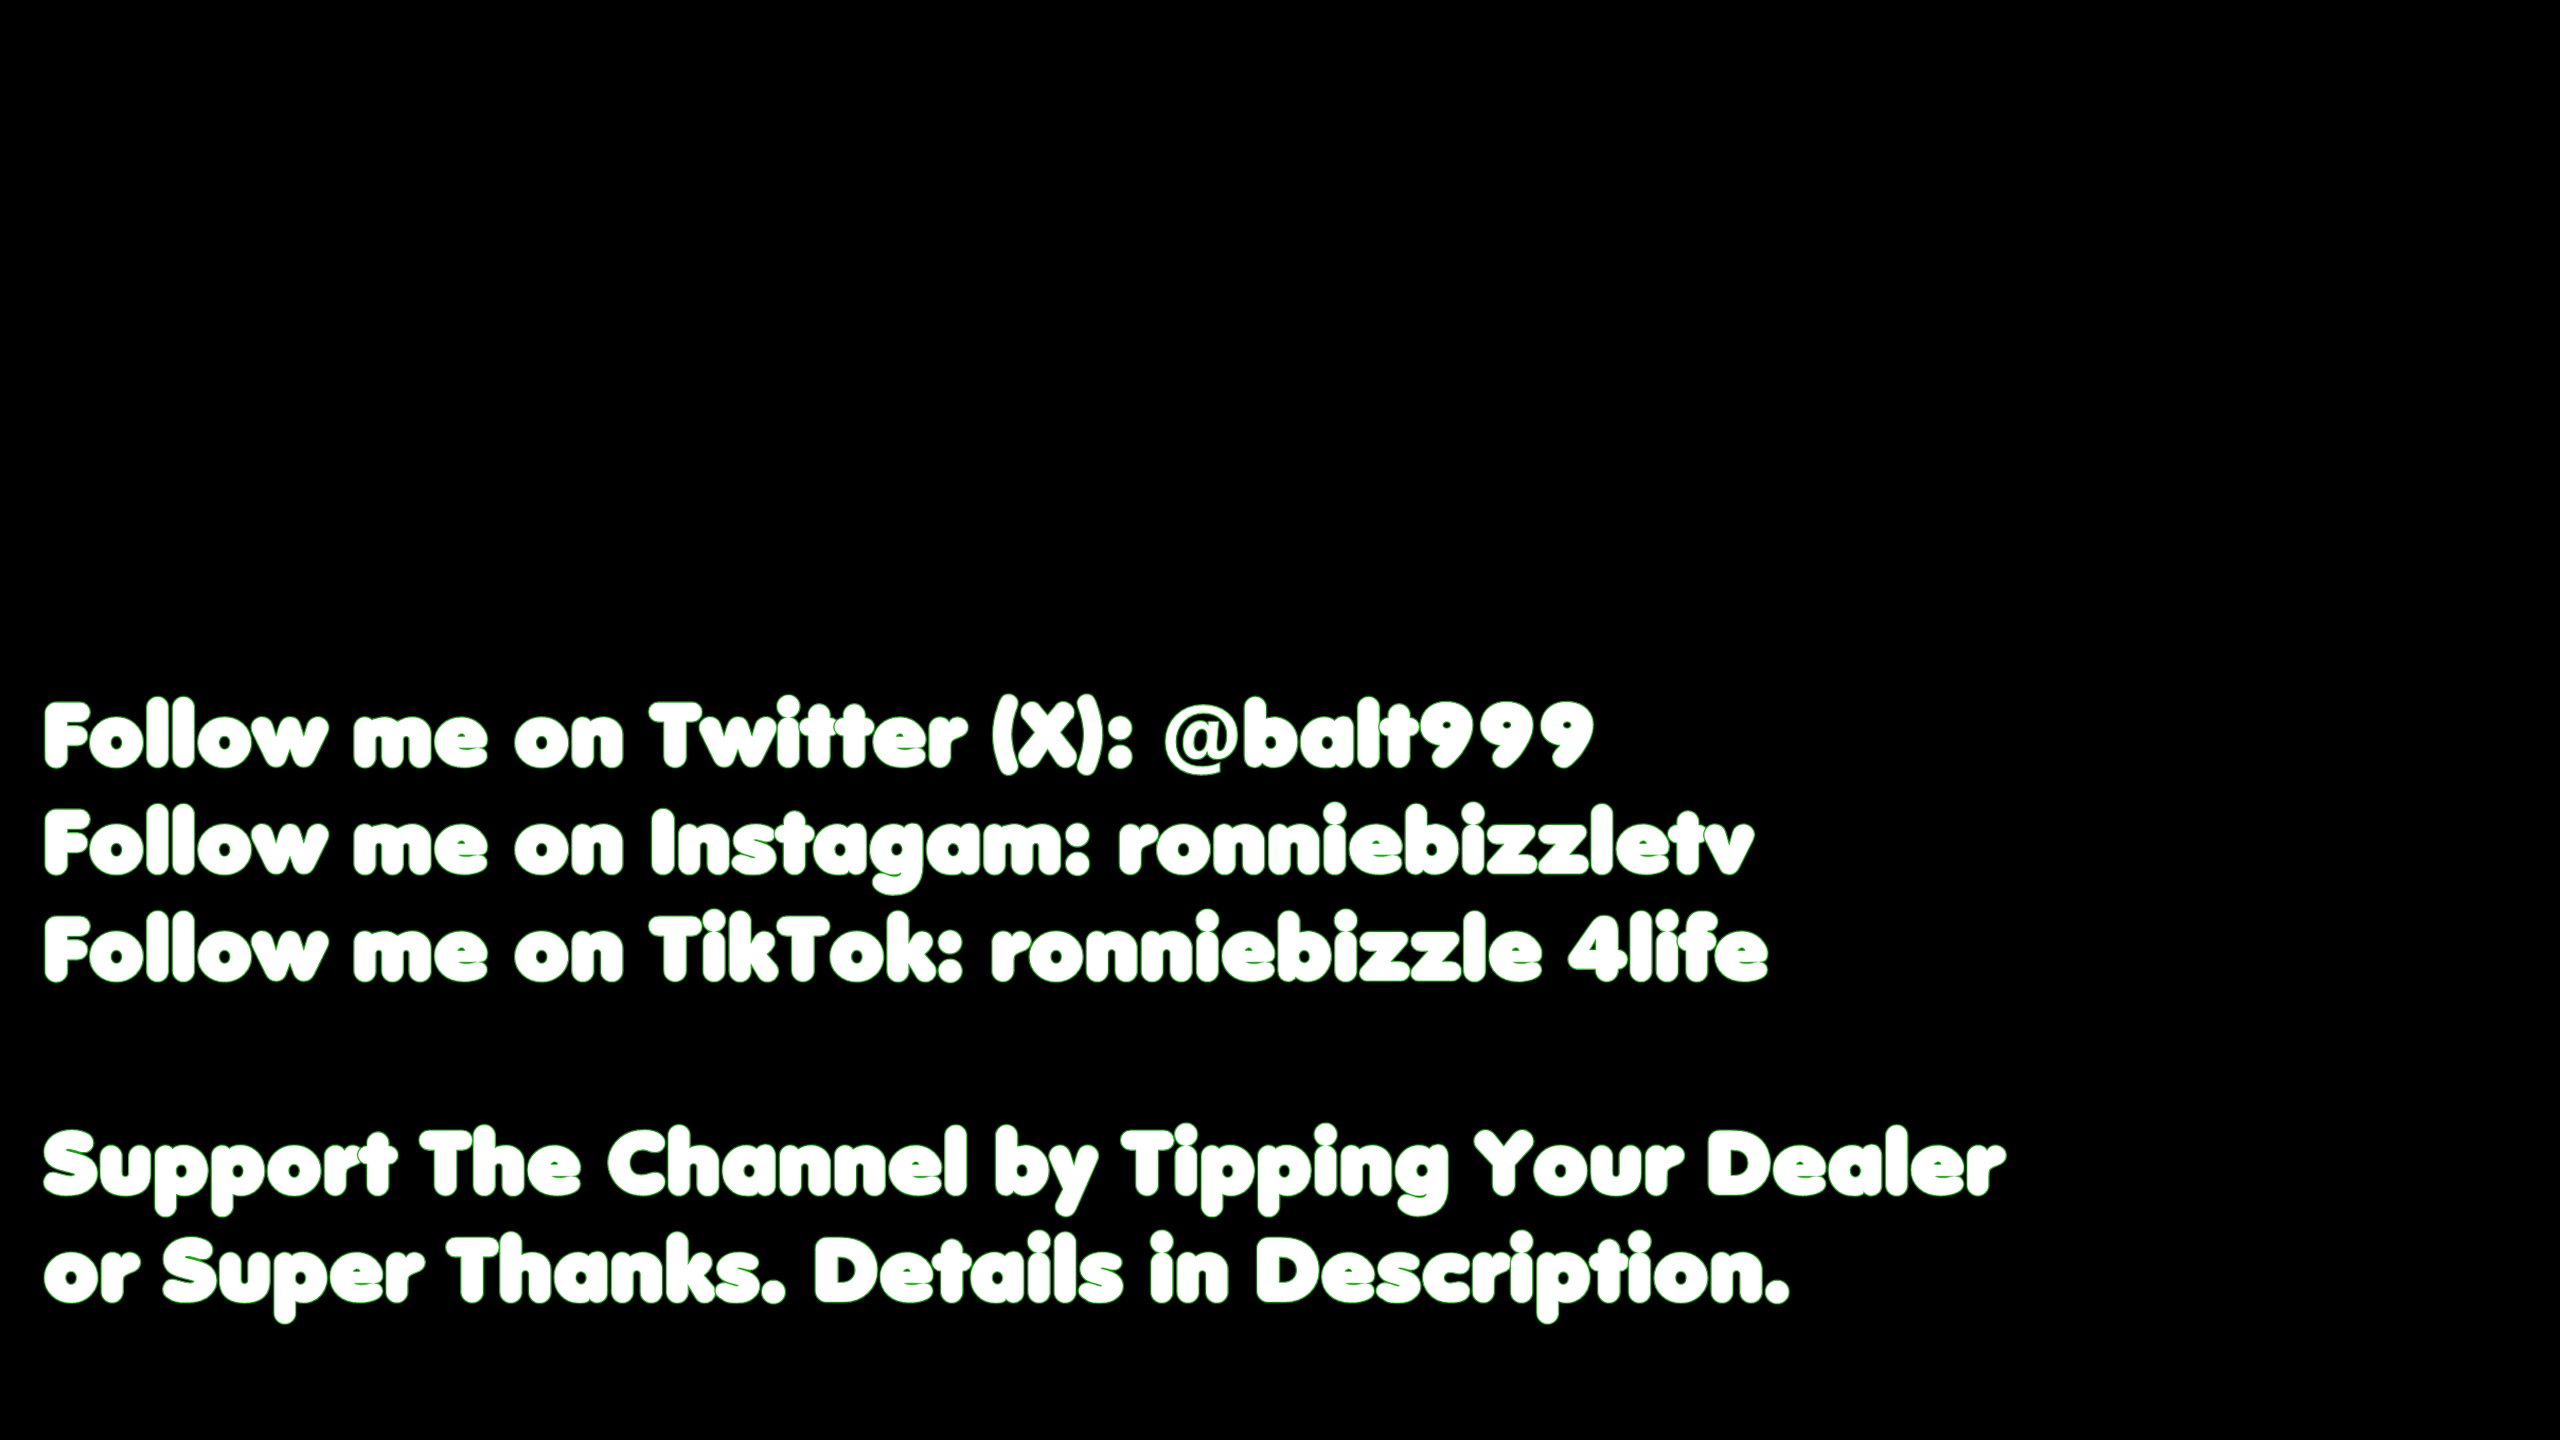 Follow me on Twitter (X): @balt999
Follow me on Instagam: ronniebizzletv
Follow me on TikTok: ronniebizzle 4life
Support The Channel by Tipping Your Dealer
or Super Thanks. Details in Description.